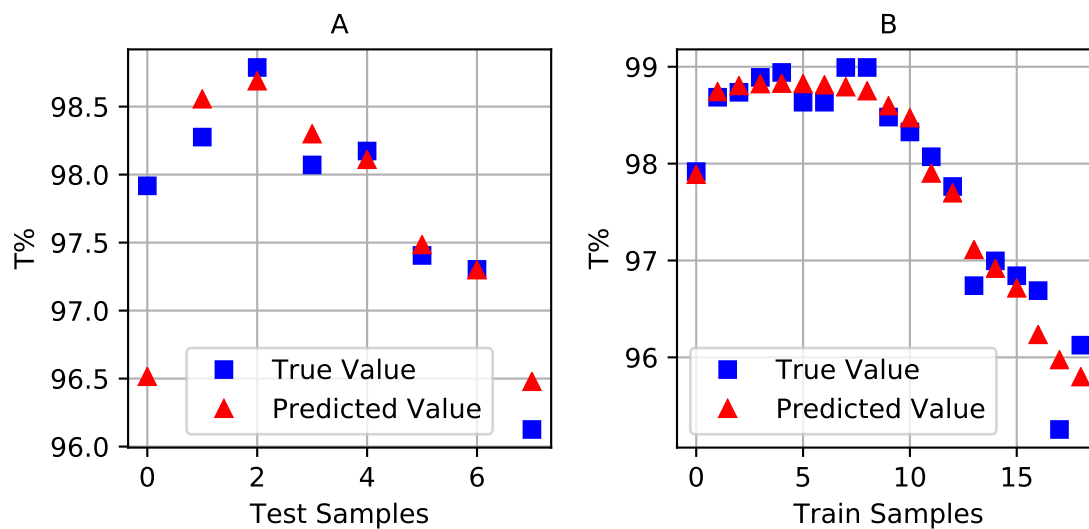 A
98.5
98.0
97.5
97.0
96.5
96.0
T%
True Value
Predicted Value
0 2 4 6
Test Samples
B
99
98
97
96
T%
True Value
Predicted Value
0 5 10 15
Train Samples